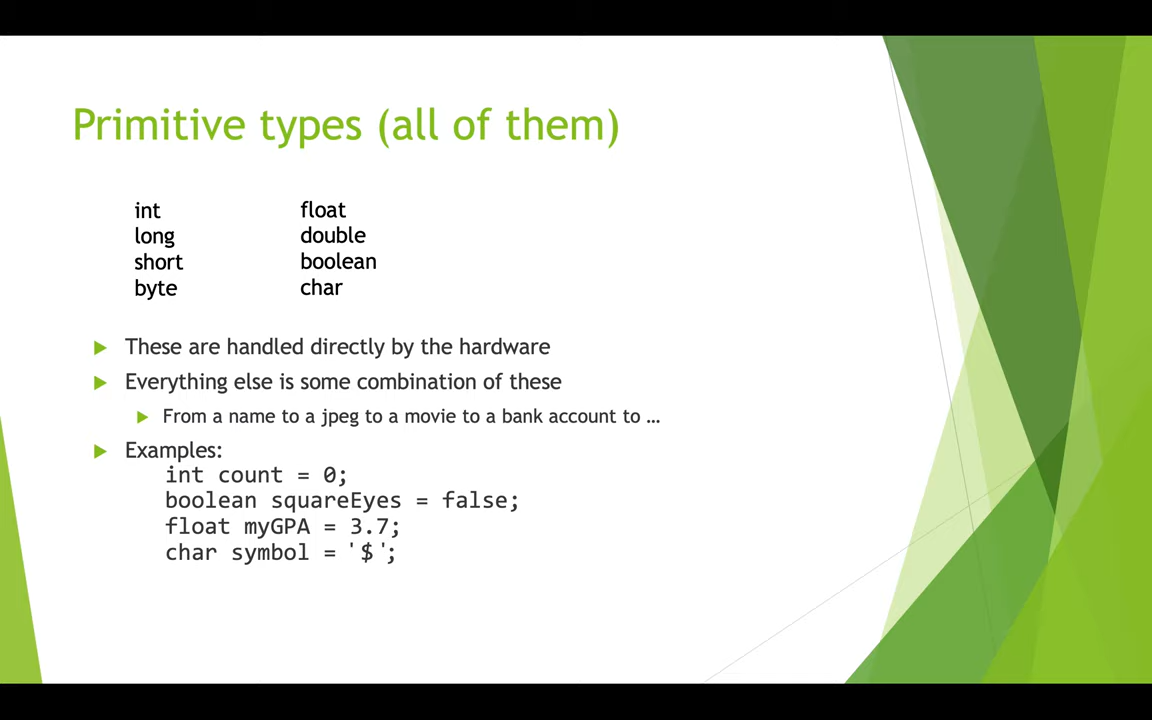 Primitive types (all of them)
int
long
short
byte
float
double
boolean
char
These are handled directly by the hardware
Everything else is some combination of these
From a name to a jpeg to a movie to a bank account to …
Examples:
int count = 0;
boolean squareEyes = false;
float myGPA = 3.7;
char symbol = '$';